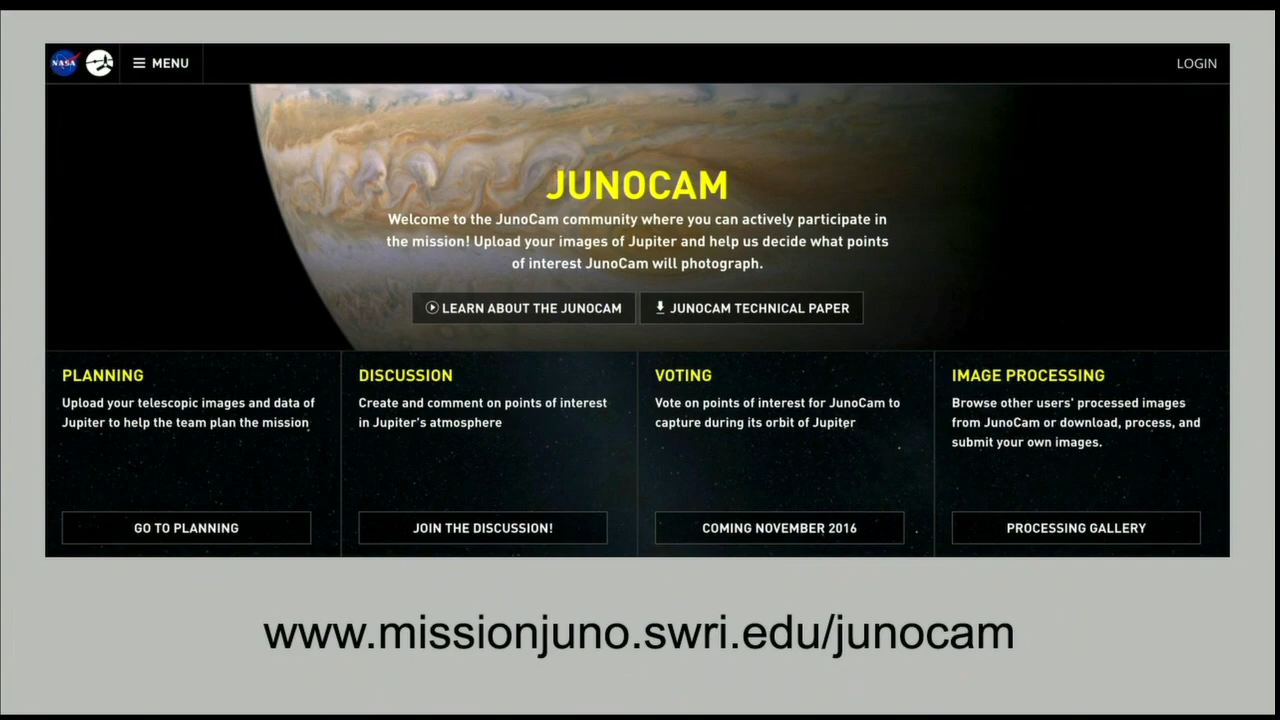 NASA
MENU
LOGIN
JUNOCAM
Welcome to the JunoCam community where you can actively participate in
the mission! Upload your images of Jupiter and help us decide what points
of interest JunoCam will photograph.
LEARN ABOUT THE JUNOCAM
JUNOCAM TECHNICAL PAPER
PLANNING
Upload your telescopic images and data of
Jupiter to help the team plan the mission
GO TO PLANNING
DISCUSSION
Create and comment on points of interest
in Jupiter's atmosphere
JOIN THE DISCUSSION!
VOTING
Vote on points of interest for JunoCam to
capture during its orbit of Jupiter
COMING NOVEMBER 2016
IMAGE PROCESSING
Browse other users' processed images
from JunoCam or download, process, and
submit your own images.
PROCESSING GALLERY
www.missionjuno.swri.edu/junocam